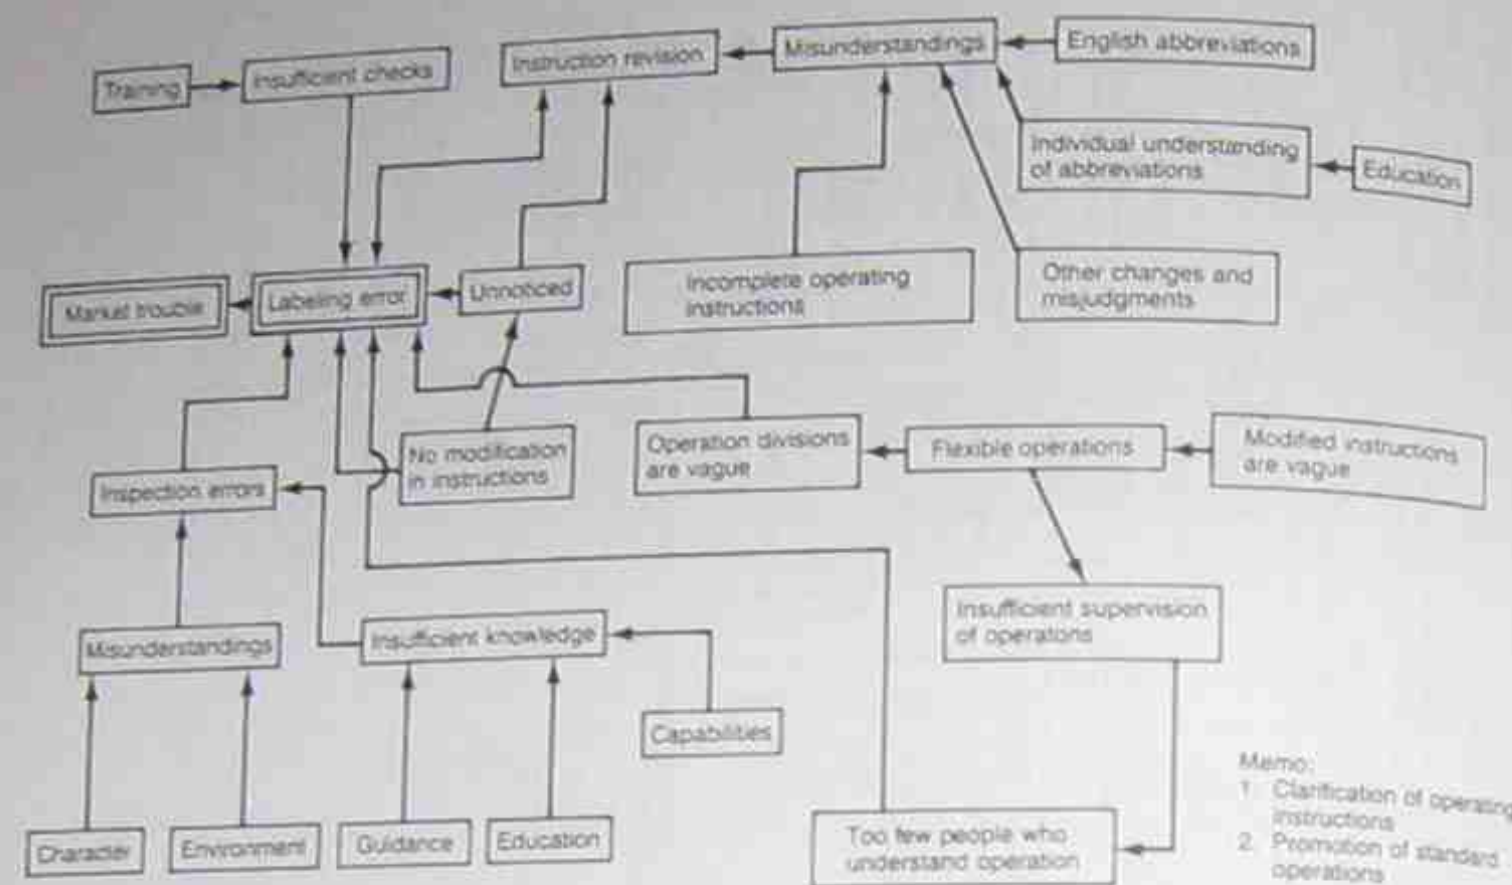 Training
Insufficient checks
Instruction revision
Misunderstandings
English abbreviations
Individual understanding
of abbreviations
Education
Market trouble
Labeling error
Unnoticed
Incomplete operating
instructions
Other changes and
misjudgments
Inspection errors
No modification
in instructions
Operation divisions
are vague
Flexible operations
Modified instructions
are vague
Misunderstandings
Insufficient knowledge
Insufficient supervision
of operations
Capabilities
Character
Environment
Guidance
Education
Too few people who
understand operation
Memo:
1. Clarification of operating
instructions
2. Promotion of standard
operations